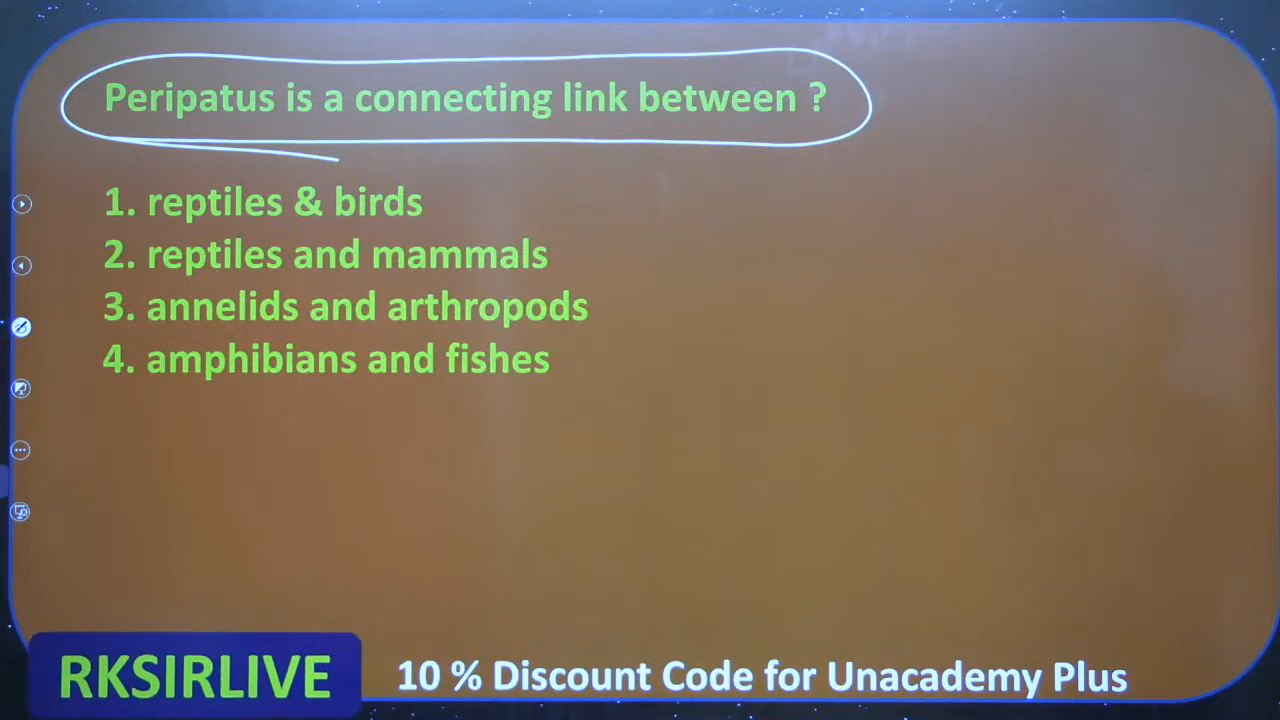 Peripatus is a connecting link between ?
1. reptiles & birds
2. reptiles and mammals
3. annelids and arthropods
4. amphibians and fishes
RKSIRLIVE
10 % Discount Code for Unacademy Plus